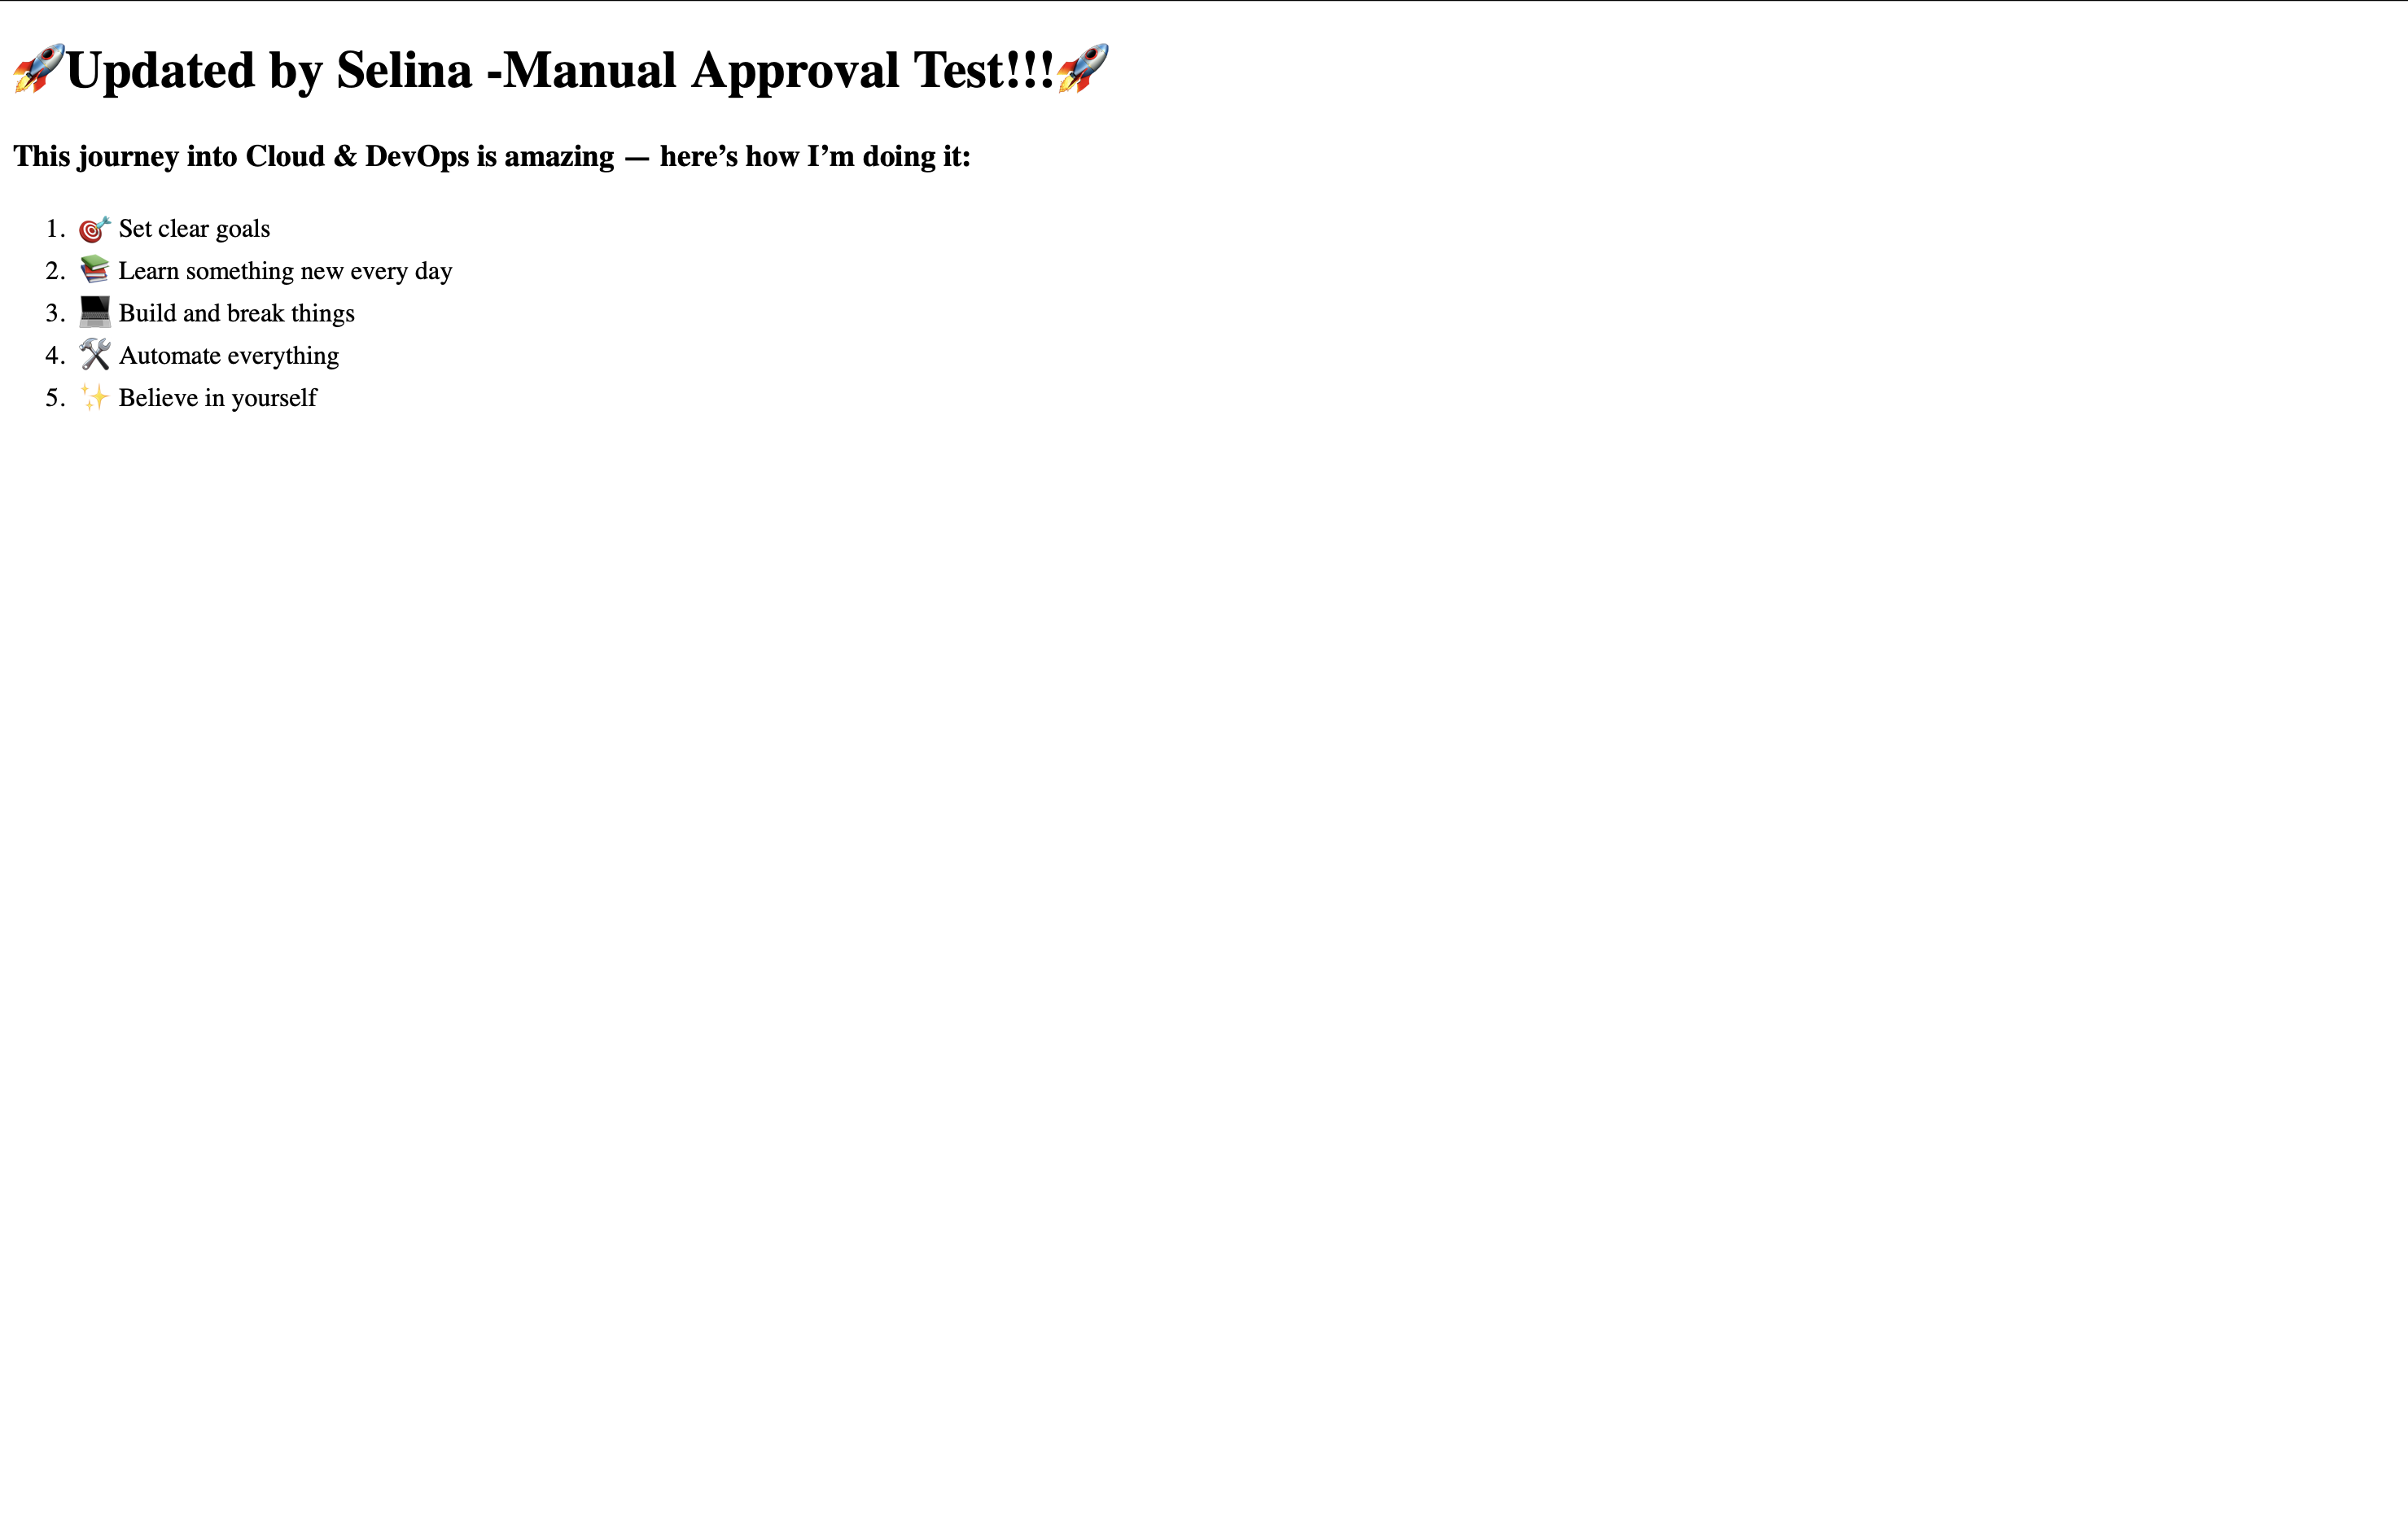 🚀Updated by Selina -Manual Approval Test!!!🚀
This journey into Cloud & DevOps is amazing — here’s how I’m doing it:
1. 🎯 Set clear goals
2. 📚 Learn something new every day
3. 💻 Build and break things
4. 🛠️ Automate everything
5. ✨ Believe in yourself